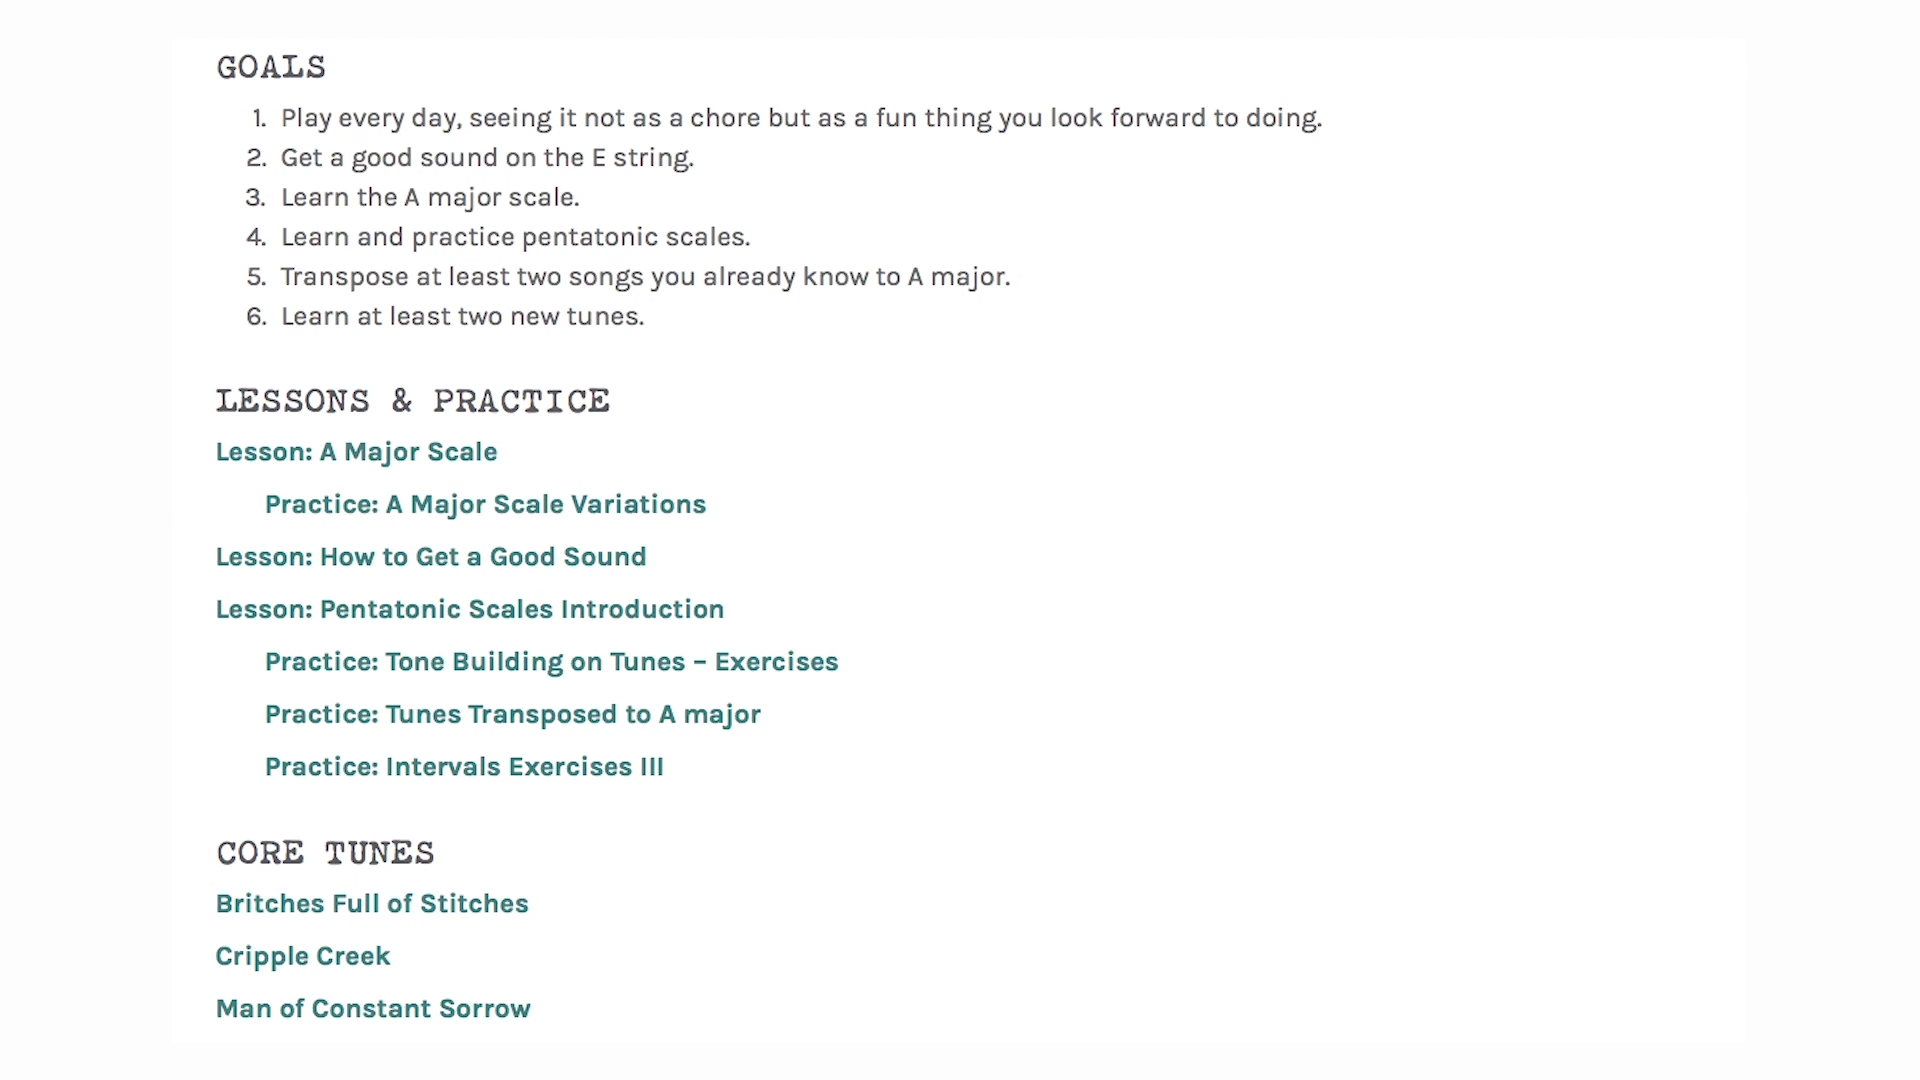 GOALS
1. Play every day, seeing it not as a chore but as a fun thing you look forward to doing.
2. Get a good sound on the E string.
3. Learn the A major scale.
4. Learn and practice pentatonic scales.
5. Transpose at least two songs you already know to A major.
6. Learn at least two new tunes.
LESSONS & PRACTICE
Lesson: A Major Scale
Practice: A Major Scale Variations
Lesson: How to Get a Good Sound
Lesson: Pentatonic Scales Introduction
Practice: Tone Building on Tunes – Exercises
Practice: Tunes Transposed to A major
Practice: Intervals Exercises III
CORE TUNES
Britches Full of Stitches
Cripple Creek
Man of Constant Sorrow